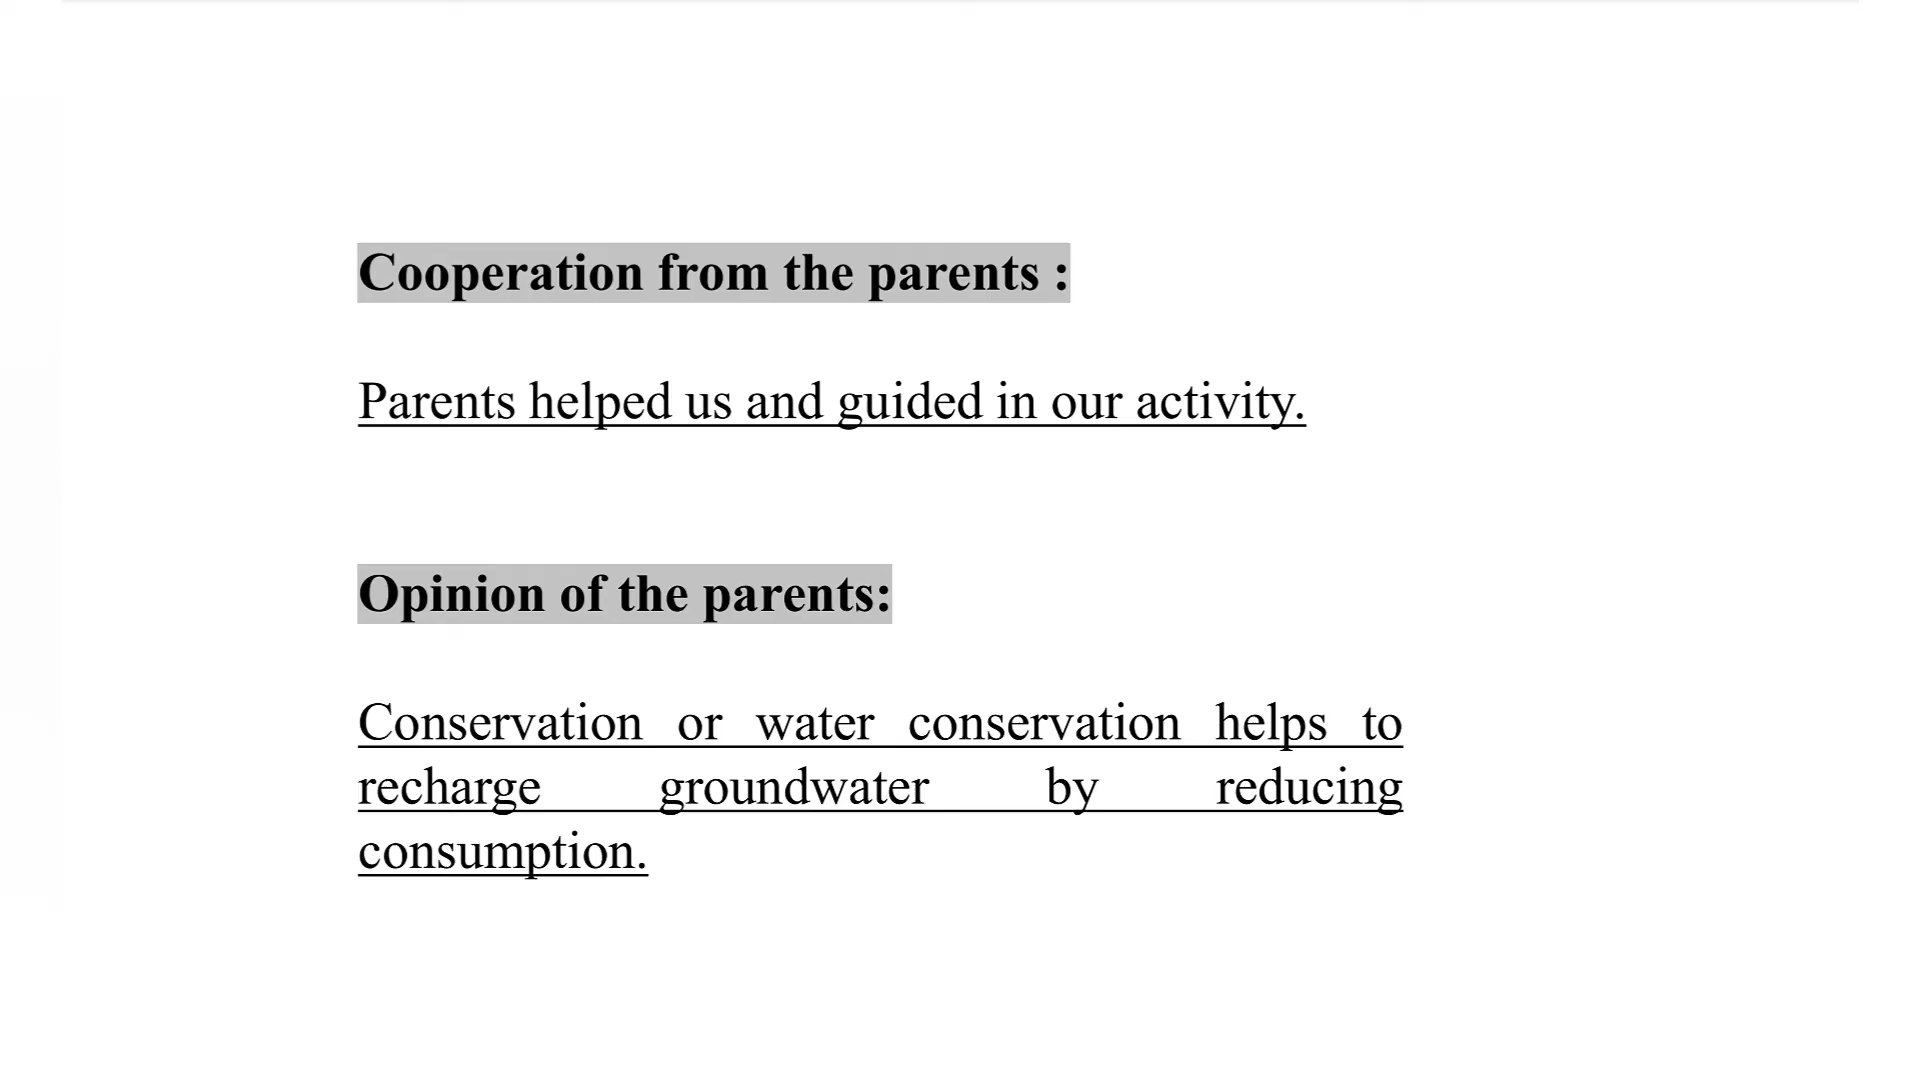 Cooperation from the parents :
Parents helped us and guided in our activity.
Opinion of the parents:
Conservation or water conservation helps to
recharge groundwater by reducing
consumption.